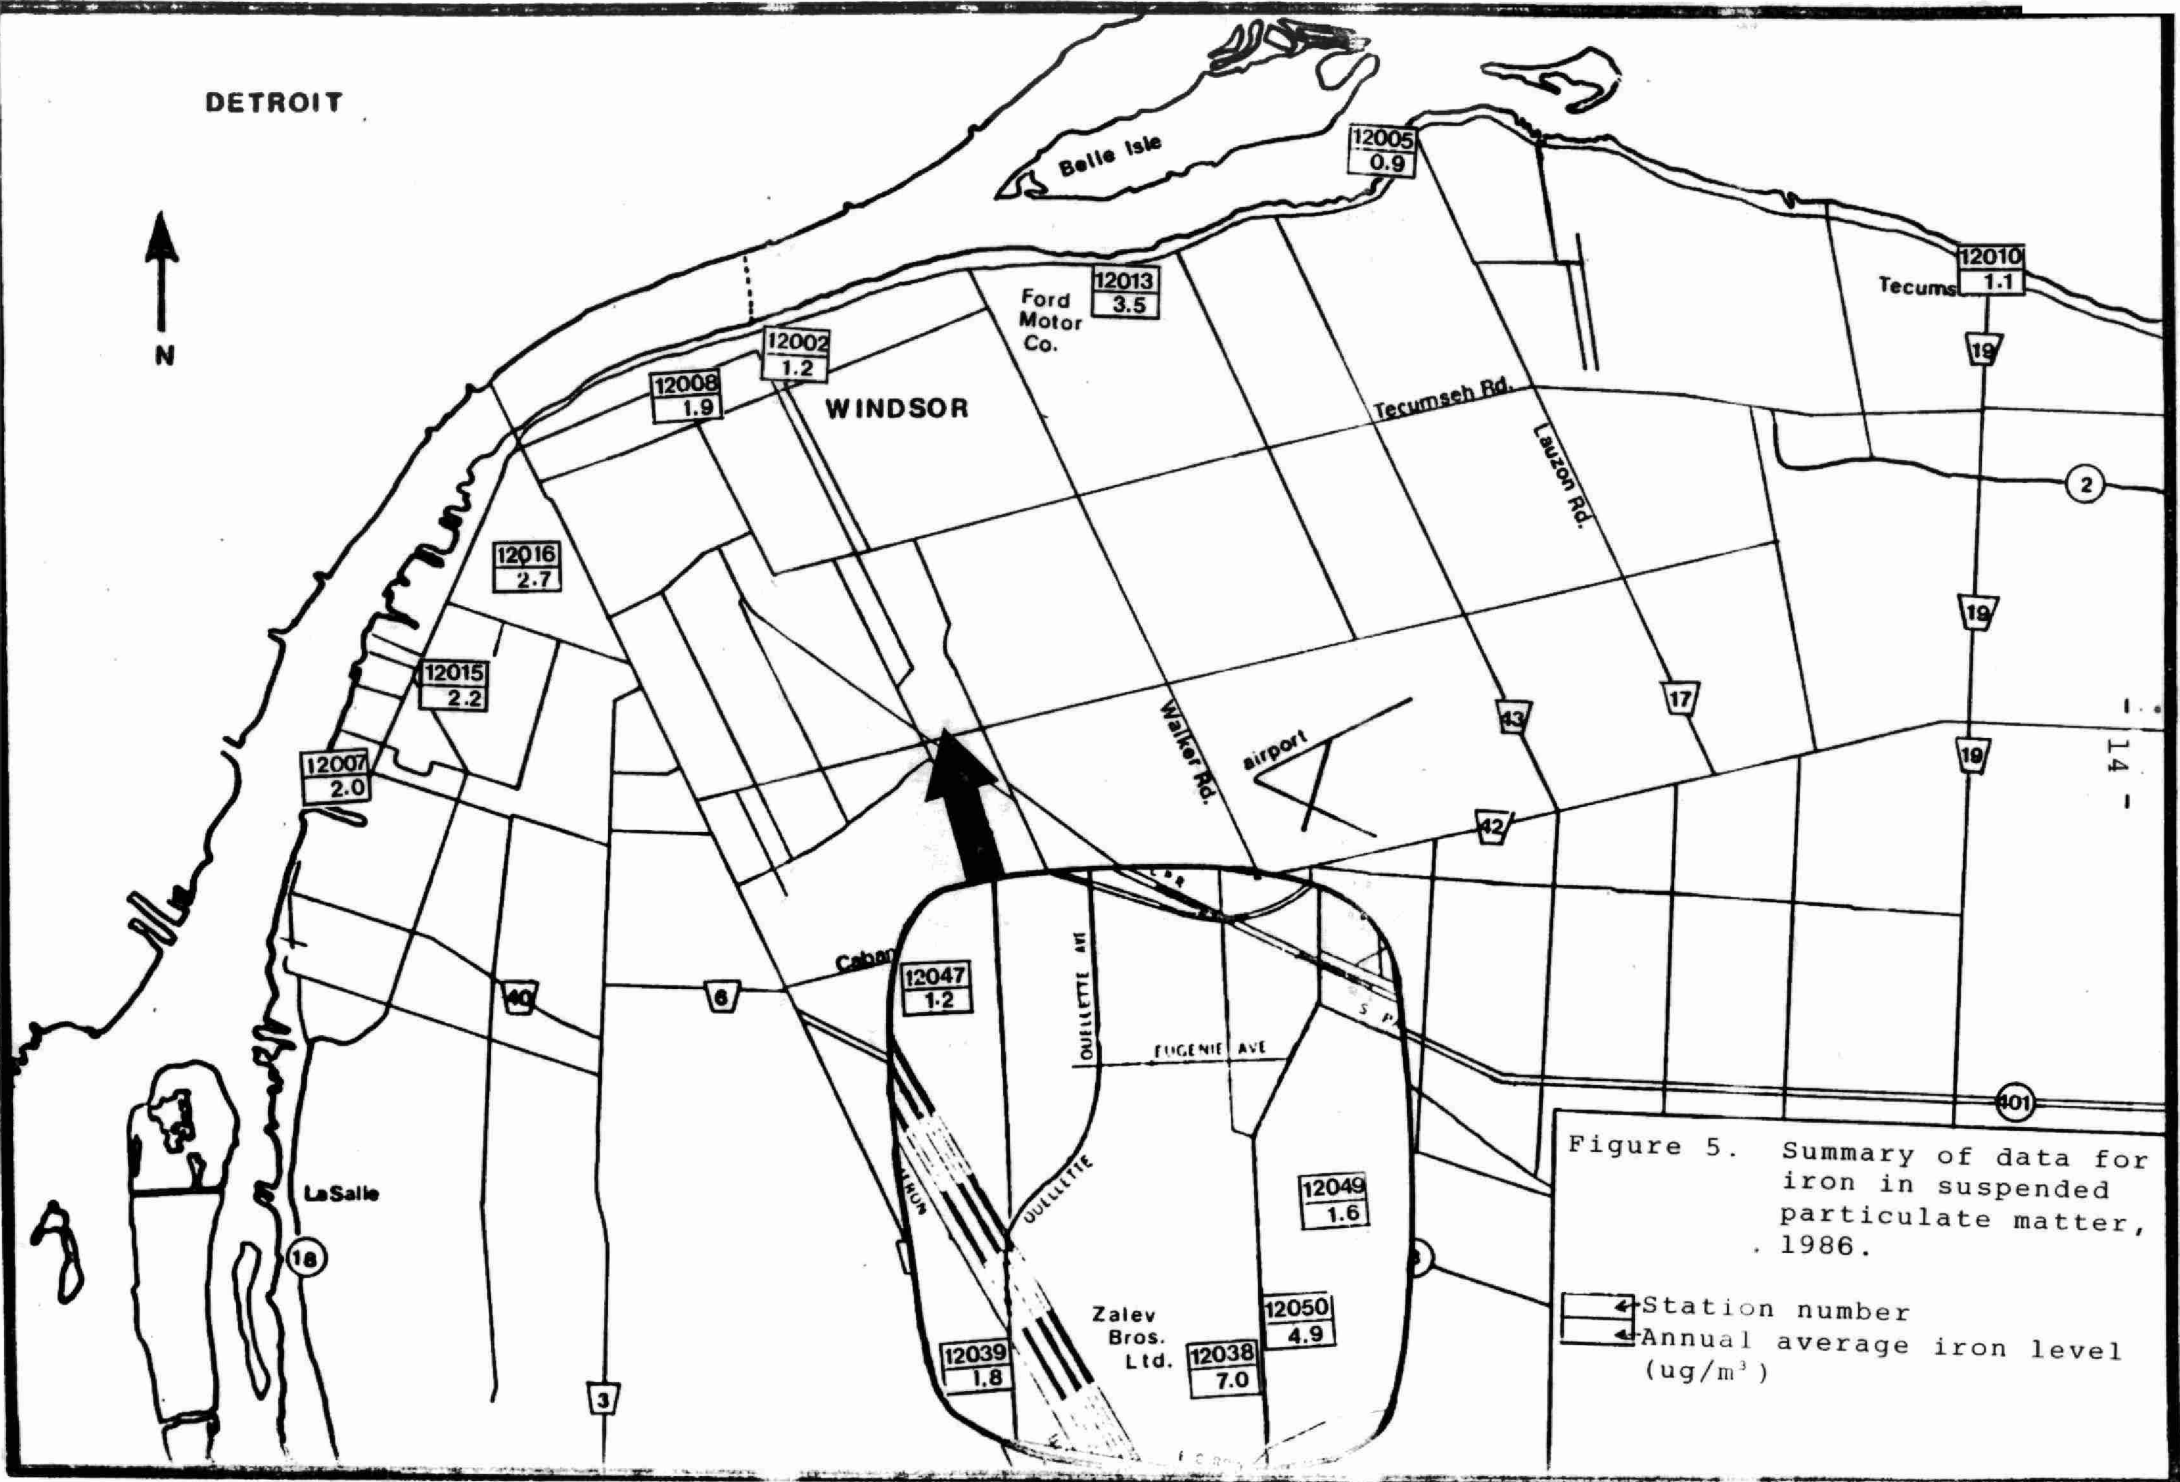 DETROIT
N
Belle Isle
12005
0.9
12010
1.1
Tecums
19
12013
3.5
Ford
Motor
Co.
12002
1.2
12008
1.9
WINDSOR
Tecumseh Rd.
Lauzon Rd.
2
12016
2.7
19
12015
2.2
17
43
Walker Rd.
airport
19
12007
2.0
42
- 14 -
Caban
12047
1.2
40
6
OUELLETTE AVE
EUGENIE AVE
401
LaSalle
18
OUELLETTE
12049
1.6
Zalev
Bros.
Ltd.
12050
4.9
12039
1.8
12038
7.0
3
Figure 5. Summary of data for
iron in suspended
particulate matter,
1986.
Station number
Annual average iron level
(ug/m³)